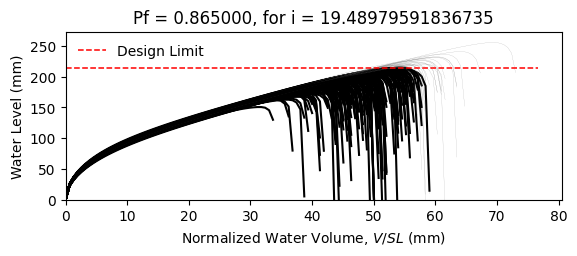 Pf = 0.865000, for i = 19.48979591836735
Water Level (mm)
250
200
150
100
50
0
Design Limit
0 10 20 30 40 50 60 70 80
Normalized Water Volume, V/SL (mm)